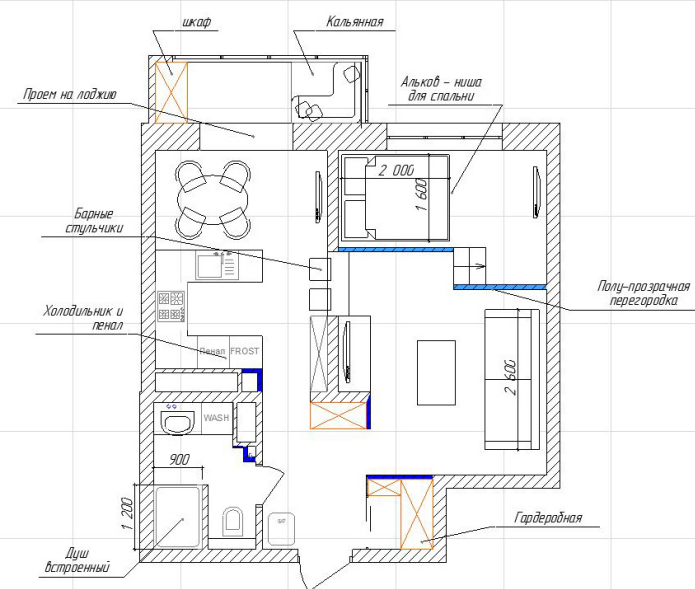 шкаф
Кальянная
Проем на лоджию
Альков - ниша
для спальни
2 000
1 600
Барные
стульчики
Полу-прозрачная
перегородка
Холодильник и
пенал
Пенал FROST
2 600
WASH
900
1 200
Гардеробная
Душ
встроенный